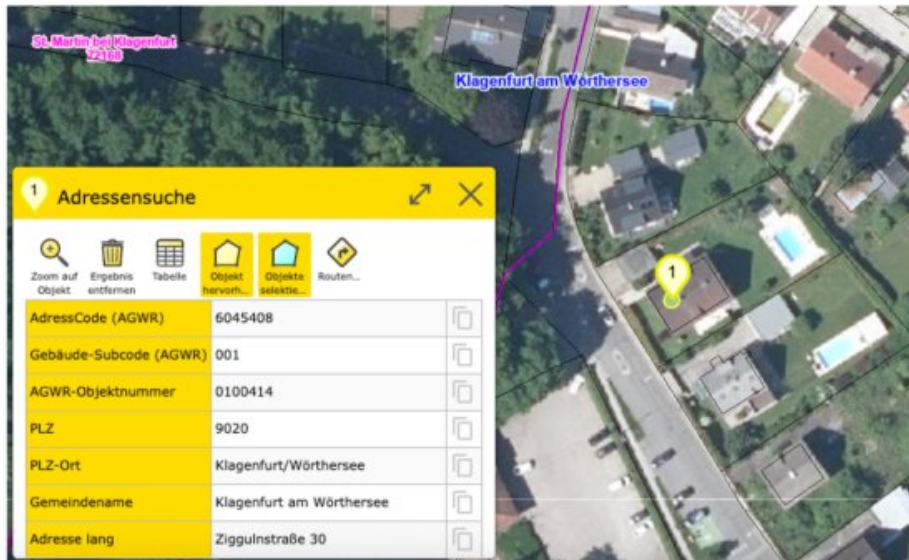 St. Martin bei Klagenfurt
72168
Klagenfurt am Wörthersee
1
1 Adressensuche
Zoom auf Objekt
Ergebnis entfernen
Tabelle
Objekt hervorh...
Objekte selektie...
Routen...
AdressCode (AGWR) 6045408
Gebäude-Subcode (AGWR) 001
AGWR-Objektnummer 0100414
PLZ 9020
PLZ-Ort Klagenfurt/Wörthersee
Gemeindename Klagenfurt am Wörthersee
Adresse lang Ziggulnstraße 30